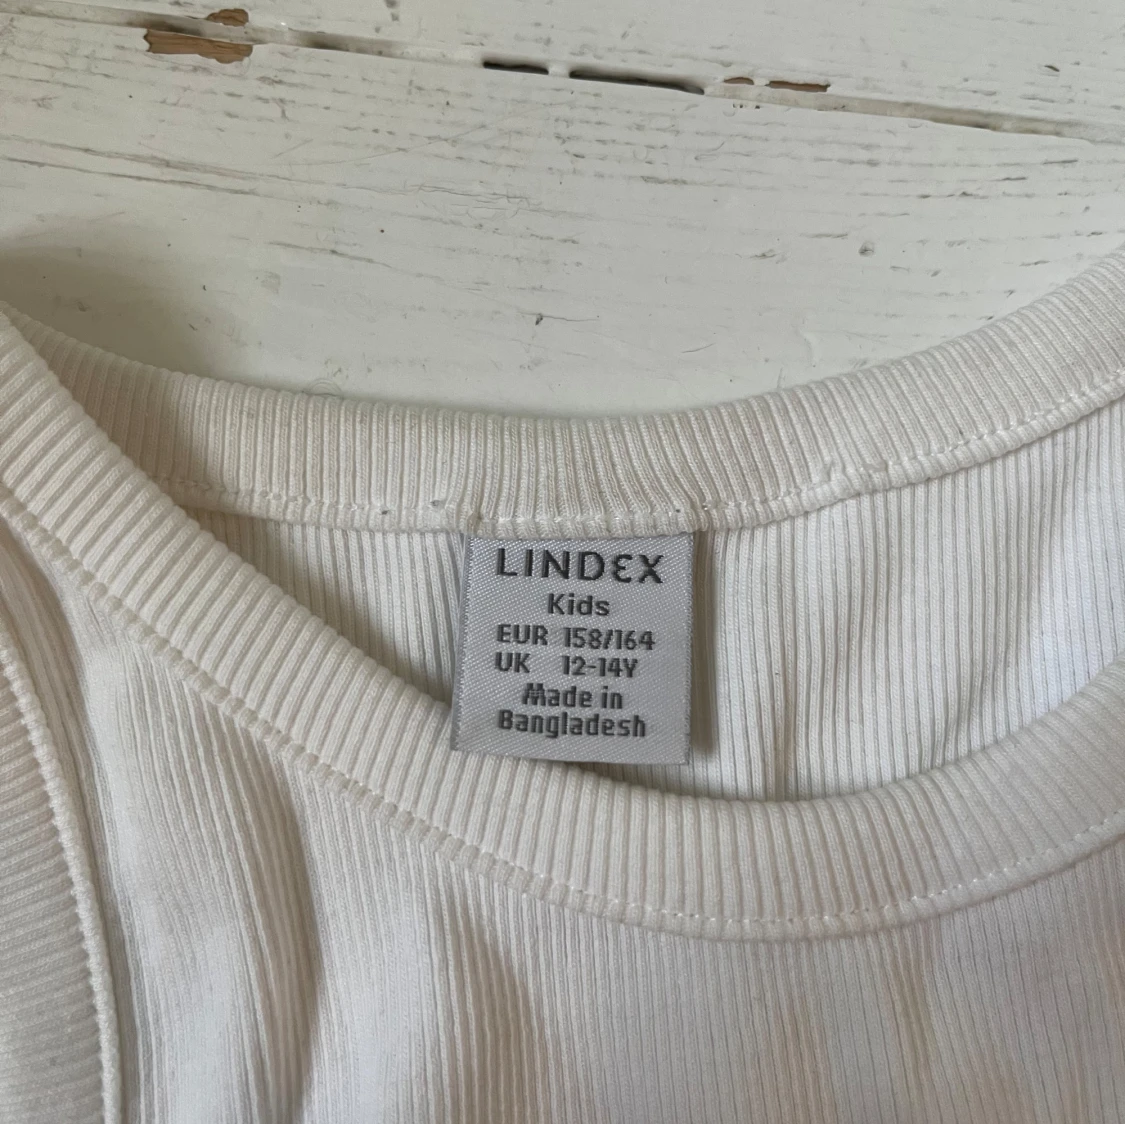 LINDEX
Kids
EUR 158/164
UK 12-14Y
Made in
Bangladesh